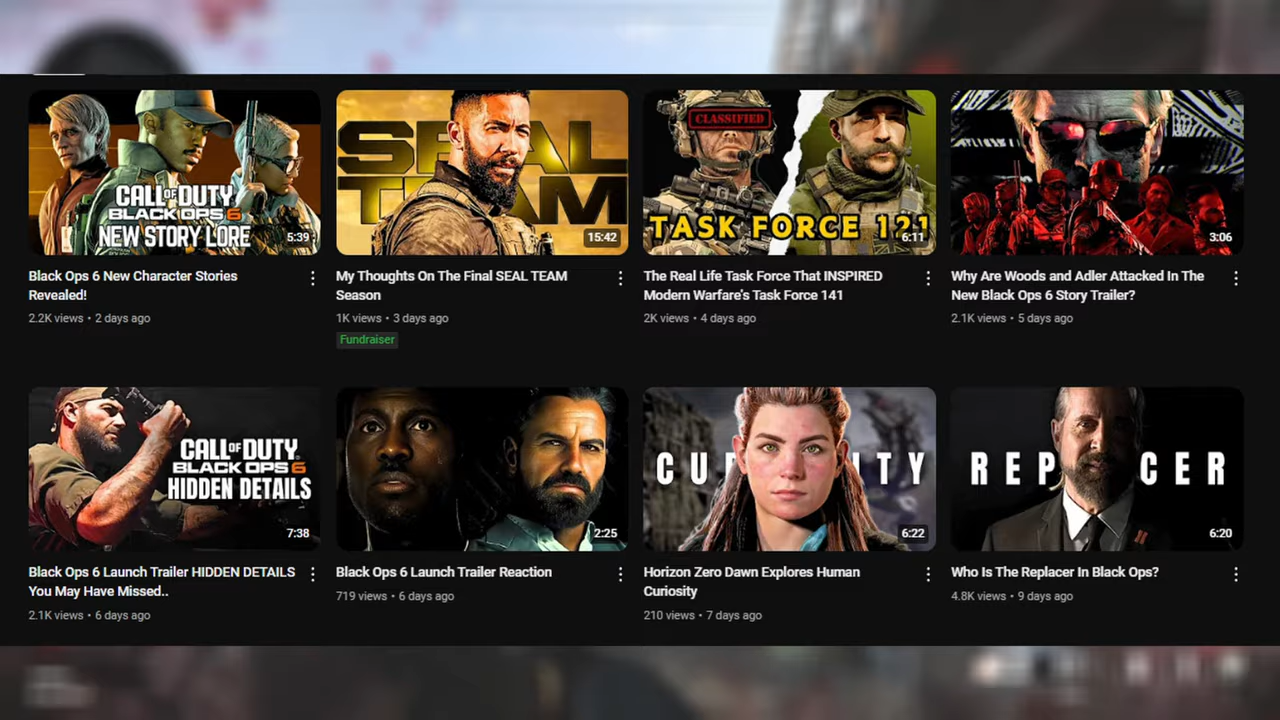 CALL OF DUTY
BLACK OPS 6
NEW STORY LORE
5:39
Black Ops 6 New Character Stories
Revealed!
2.2K views • 2 days ago
SEAL
TEAM
15:42
My Thoughts On The Final SEAL TEAM
Season
1K views • 3 days ago
Fundraiser
CLASSIFIED
TASK FORCE 121
6:11
The Real Life Task Force That INSPIRED
Modern Warfare's Task Force 141
2K views • 4 days ago
3:06
Why Are Woods and Adler Attacked In The
New Black Ops 6 Story Trailer?
2.1K views • 5 days ago
CALL OF DUTY
BLACK OPS 6
HIDDEN DETAILS
7:38
Black Ops 6 Launch Trailer HIDDEN DETAILS
You May Have Missed..
2.1K views • 6 days ago
2:25
Black Ops 6 Launch Trailer Reaction
719 views • 6 days ago
CU TY
6:22
Horizon Zero Dawn Explores Human
Curiosity
210 views • 7 days ago
REP CER
6:20
Who Is The Replacer In Black Ops?
4.8K views • 9 days ago